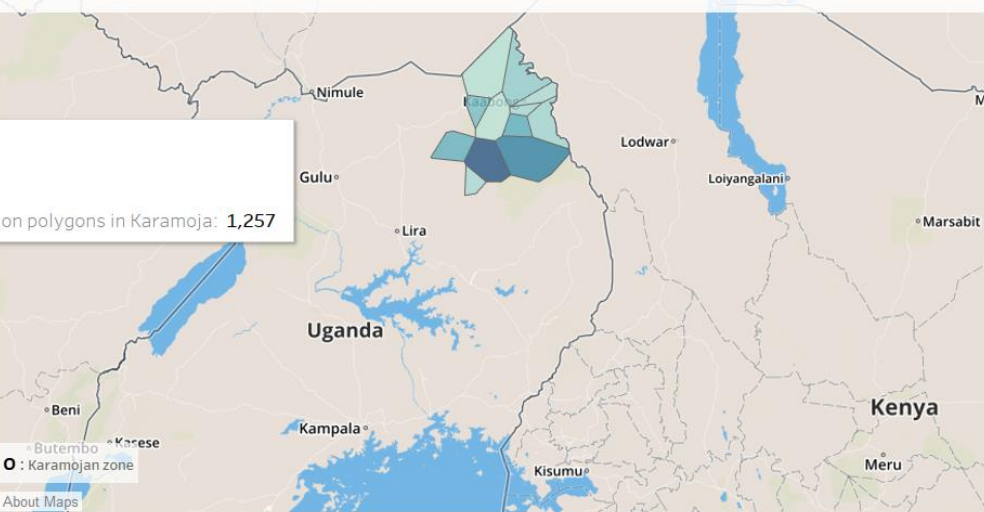 Nimule
Kaabong
Lodwar
Gulu
Loiyangalani
on polygons in Karamoja: 1,257
Marsabit
Lira
Uganda
Beni
Kenya
Kampala
Butembo
Kasese
O : Karamojan zone
Kisumu
Meru
About Maps